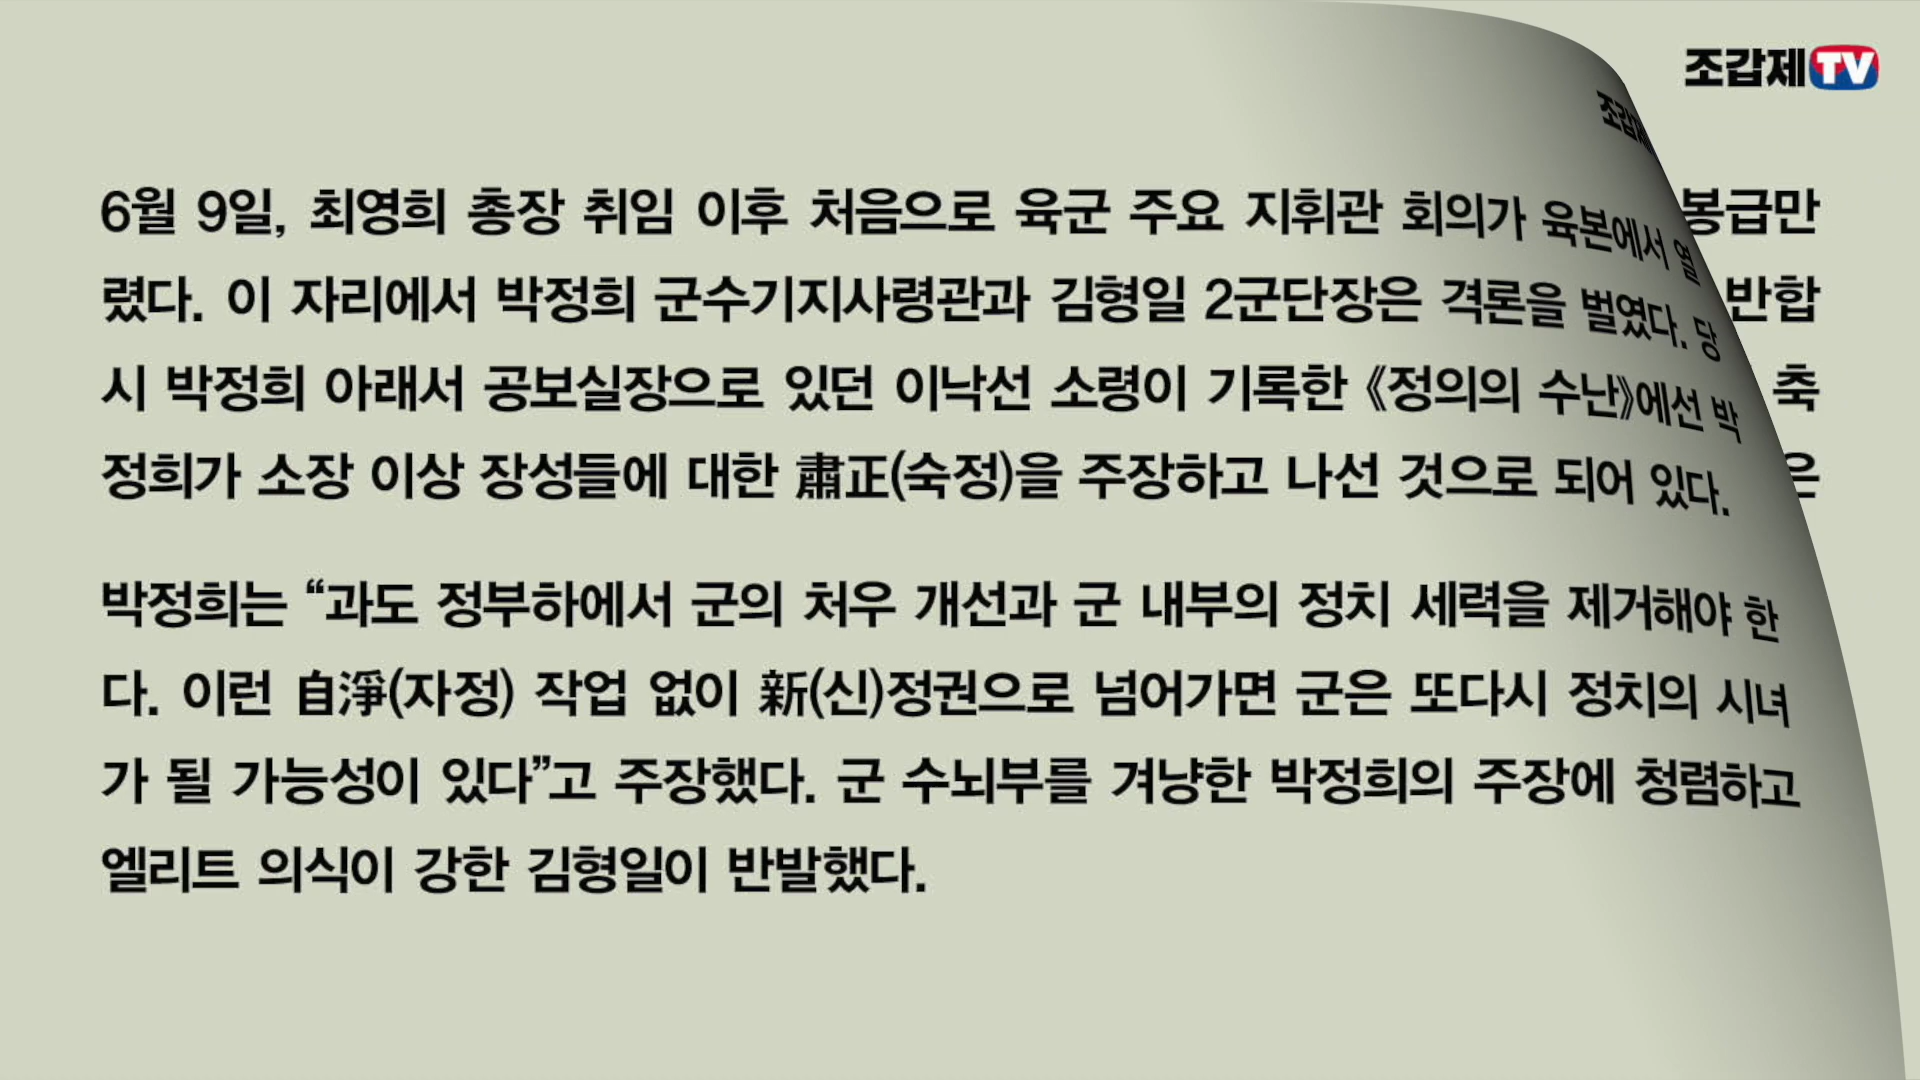 조갑제TV
조갑제
6월 9일, 최영희 총장 취임 이후 처음으로 육군 주요 지휘관 회의가 육본에서 열
렸다. 이 자리에서 박정희 군수기지사령관과 김형일 2군단장은 격론을 벌였다. 당
시 박정희 아래서 공보실장으로 있던 이낙선 소령이 기록한 《정의의 수난》에선 박
정희가 소장 이상 장성들에 대한 肅正(숙정)을 주장하고 나선 것으로 되어 있다.
박정희는 “과도 정부하에서 군의 처우 개선과 군 내부의 정치 세력을 제거해야 한
다. 이런 自淨(자정) 작업 없이 新(신)정권으로 넘어가면 군은 또다시 정치의 시녀
가 될 가능성이 있다”고 주장했다. 군 수뇌부를 겨냥한 박정희의 주장에 청렴하고
엘리트 의식이 강한 김형일이 반발했다.
봉급만
반합
축
은